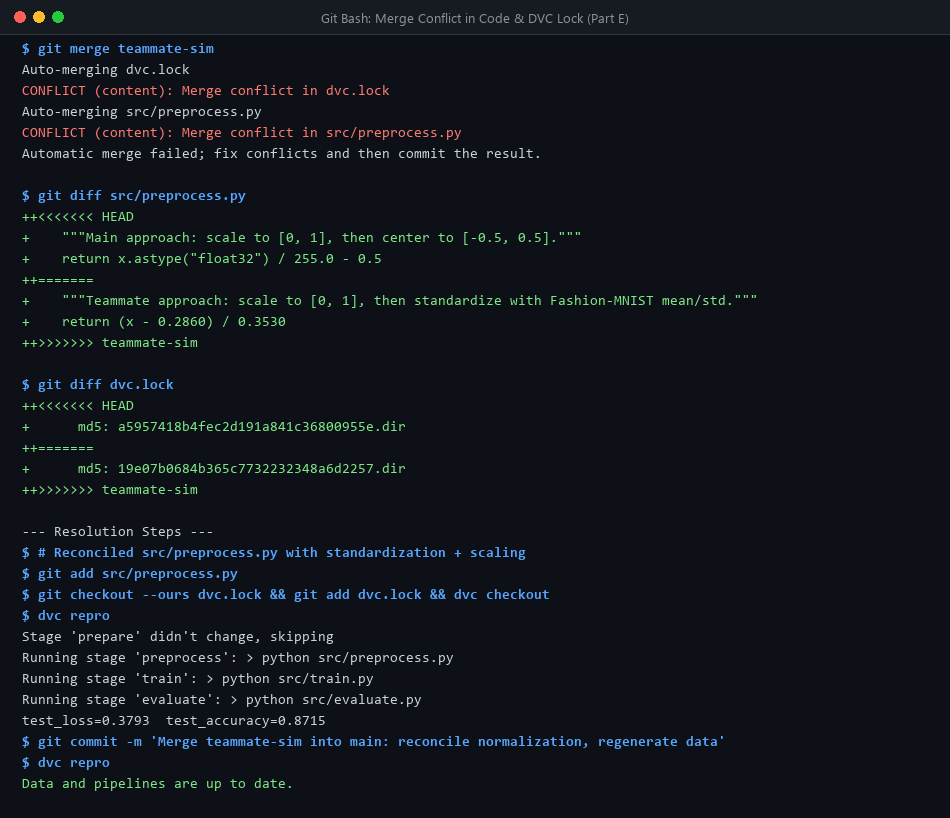 Git Bash: Merge Conflict in Code & DVC Lock (Part E)
$ git merge teammate-sim
Auto-merging dvc.lock
CONFLICT (content): Merge conflict in dvc.lock
Auto-merging src/preprocess.py
CONFLICT (content): Merge conflict in src/preprocess.py
Automatic merge failed; fix conflicts and then commit the result.
$ git diff src/preprocess.py
++<<<<<<< HEAD
+    """Main approach: scale to [0, 1], then center to [-0.5, 0.5]."""
+    return x.astype("float32") / 255.0 - 0.5
++=======
+    """Teammate approach: scale to [0, 1], then standardize with Fashion-MNIST mean/std."""
+    return (x - 0.2860) / 0.3530
++>>>>>>> teammate-sim
$ git diff dvc.lock
++<<<<<<< HEAD
+      md5: a5957418b4fec2d191a841c36800955e.dir
++=======
+      md5: 19e07b0684b365c7732232348a6d2257.dir
++>>>>>>> teammate-sim
--- Resolution Steps ---
$ # Reconciled src/preprocess.py with standardization + scaling
$ git add src/preprocess.py
$ git checkout --ours dvc.lock && git add dvc.lock && dvc checkout
$ dvc repro
Stage 'prepare' didn't change, skipping
Running stage 'preprocess': > python src/preprocess.py
Running stage 'train': > python src/train.py
Running stage 'evaluate': > python src/evaluate.py
test_loss=0.3793  test_accuracy=0.8715
$ git commit -m 'Merge teammate-sim into main: reconcile normalization, regenerate data'
$ dvc repro
Data and pipelines are up to date.